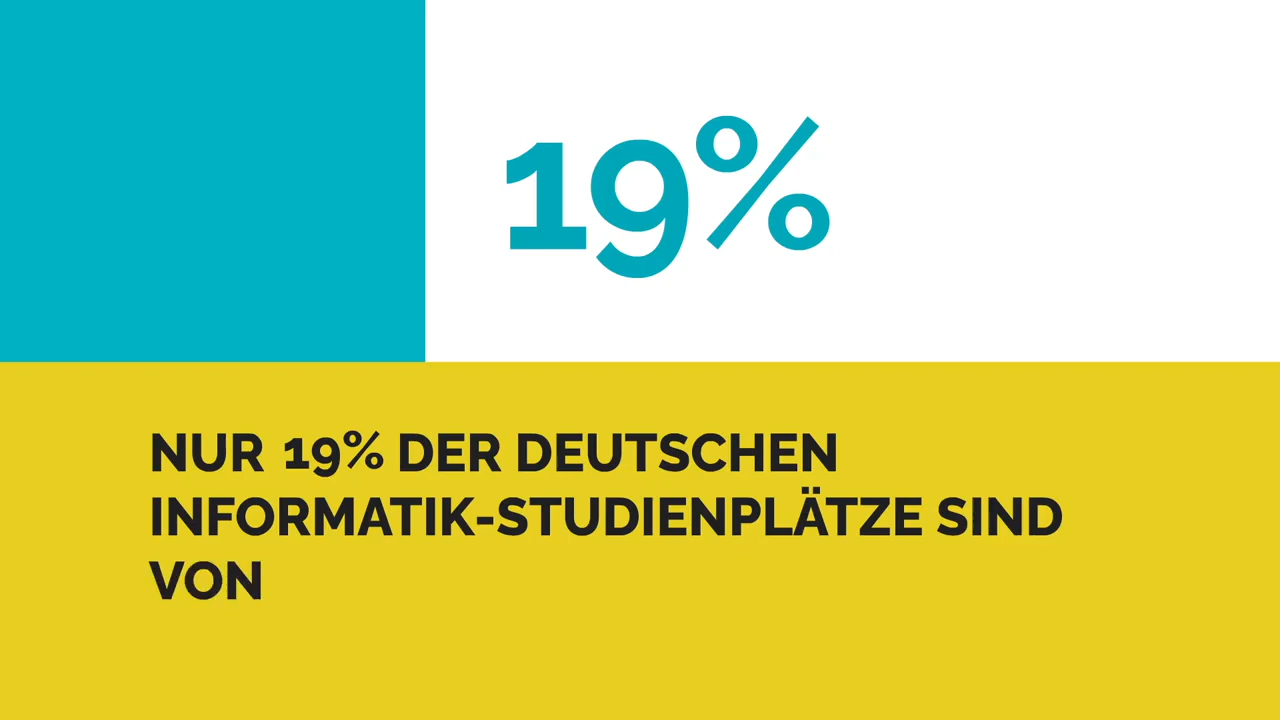 19%
NUR 19% DER DEUTSCHEN
INFORMATIK-STUDIENPLÄTZE SIND
VON